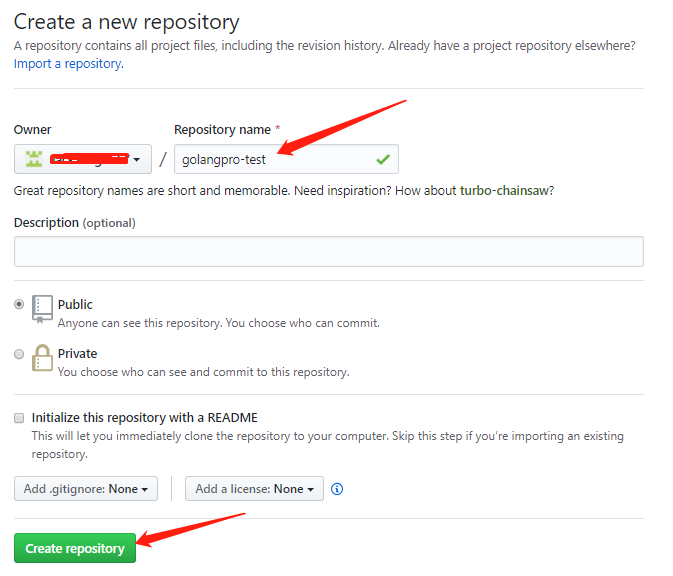 Create a new repository
A repository contains all project files, including the revision history. Already have a project repository elsewhere?
Import a repository.
Owner
Repository name *
/
golangpro-test
Great repository names are short and memorable. Need inspiration? How about turbo-chainsaw?
Description (optional)
Public
Anyone can see this repository. You choose who can commit.
Private
You choose who can see and commit to this repository.
Initialize this repository with a README
This will let you immediately clone the repository to your computer. Skip this step if you're importing an existing
repository.
Add .gitignore: None
Add a license: None
Create repository